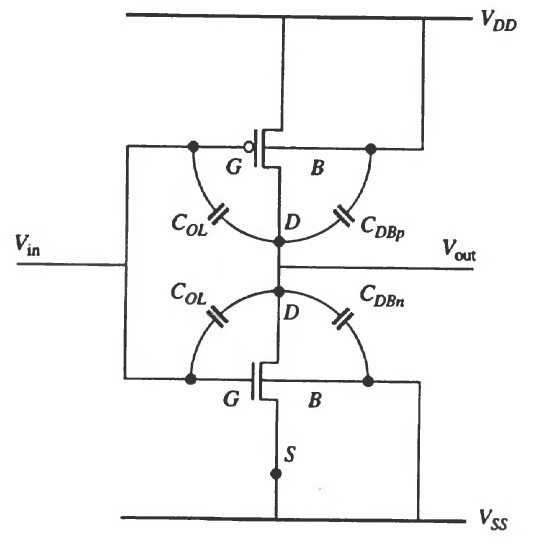 V_DD
G B
C_OL D C_DBp
V_in V_out
C_OL D C_DBn
G B
S
V_SS